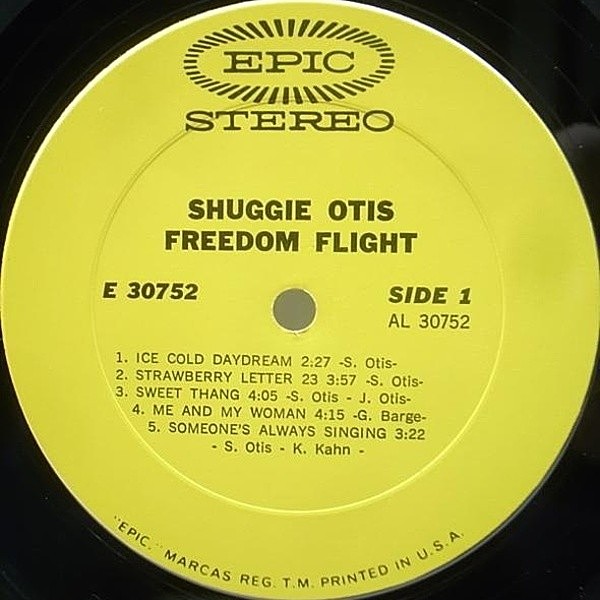 EPIC
STEREO
SHUGGIE OTIS
FREEDOM FLIGHT
E 30752
SIDE 1
AL 30752
1. ICE COLD DAYDREAM 2:27 -S. Otis-
2. STRAWBERRY LETTER 23 3:57 -S. Otis-
3. SWEET THANG 4:05 -S. Otis - J. Otis-
4. ME AND MY WOMAN 4:15 -G. Barge-
5. SOMEONE'S ALWAYS SINGING 3:22
- S. Otis - K. Kahn -
"EPIC," MARCAS REG. T.M. PRINTED IN U.S.A.